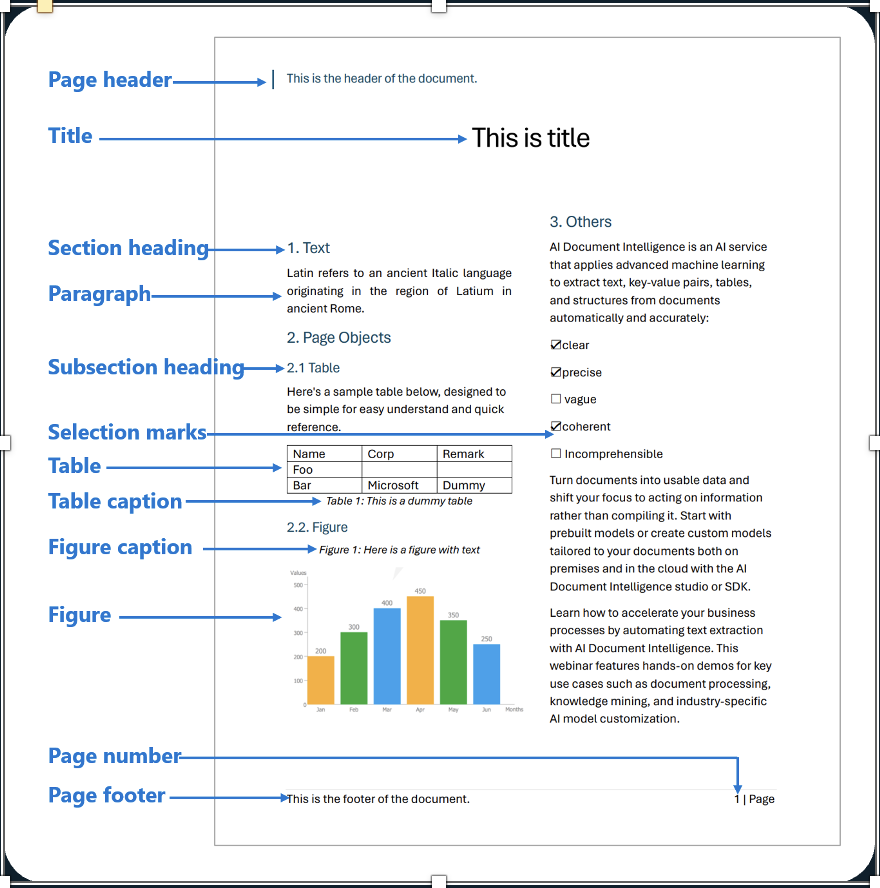 Page header
This is the header of the document.
Title
This is title
Section heading
1. Text
Paragraph
Latin refers to an ancient Italic language
originating in the region of Latium in
ancient Rome.
2. Page Objects
Subsection heading
2.1 Table
Here's a sample table below, designed to
be simple for easy understand and quick
reference.
Selection marks
Table
Name Corp Remark
Foo
Bar Microsoft Dummy
Table caption
Table 1: This is a dummy table
2.2. Figure
Figure caption
Figure 1: Here is a figure with text
Figure
Values
500
400
300
200
100
0
200
300
400
450
350
250
Jan Feb Mar Apr May Jun Months
3. Others
AI Document Intelligence is an AI service
that applies advanced machine learning
to extract text, key-value pairs, tables,
and structures from documents
automatically and accurately:
☑clear
☑precise
☐ vague
☑coherent
☐ Incomprehensible
Turn documents into usable data and
shift your focus to acting on information
rather than compiling it. Start with
prebuilt models or create custom models
tailored to your documents both on
premises and in the cloud with the AI
Document Intelligence studio or SDK.
Learn how to accelerate your business
processes by automating text extraction
with AI Document Intelligence. This
webinar features hands-on demos for key
use cases such as document processing,
knowledge mining, and industry-specific
AI model customization.
Page number
Page footer
This is the footer of the document.
1 | Page